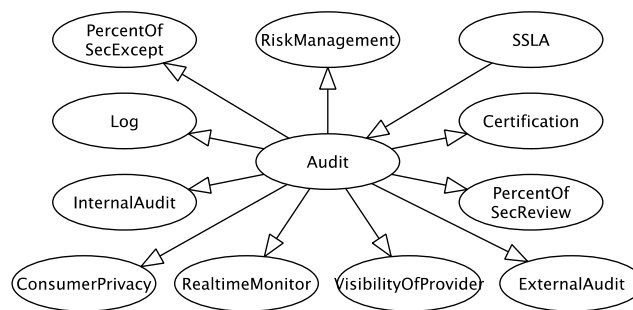 PercentOf
SecExcept
RiskManagement
SSLA
Log
Certification
Audit
InternalAudit
PercentOf
SecReview
ConsumerPrivacy
RealtimeMonitor
VisibilityOfProvider
ExternalAudit